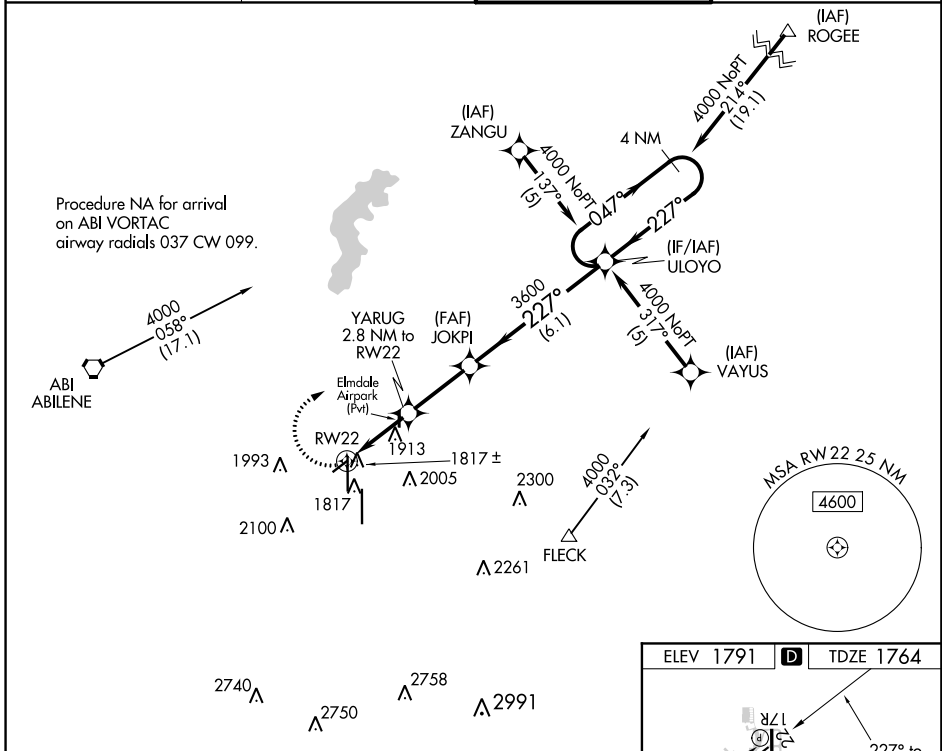 (IAF)
ROGEE
4000 NoPT
214°
(19.1)
(IAF)
ZANGU
4 NM
4000 NoPT
137°
(5)
047°
227°
Procedure NA for arrival
on ABI VORTAC
airway radials 037 CW 099.
(IF/IAF)
ULOYO
3600
227°
(6.1)
4000 NoPT
317°
(5)
4000
058°
(17.1)
YARUG
2.8 NM to
RW22
(FAF)
JOKPI
(IAF)
VAYUS
ABI
ABILENE
Elmdale
Airpark
(Pvt)
RW22
1913
1993
1817 ±
2005
2300
1817
4000
032°
(7.3)
MSA RW 22 25 NM
4600
2100
FLECK
2261
ELEV 1791 D TDZE 1764
2740
2758
2991
2750
17R
22
P
227° to